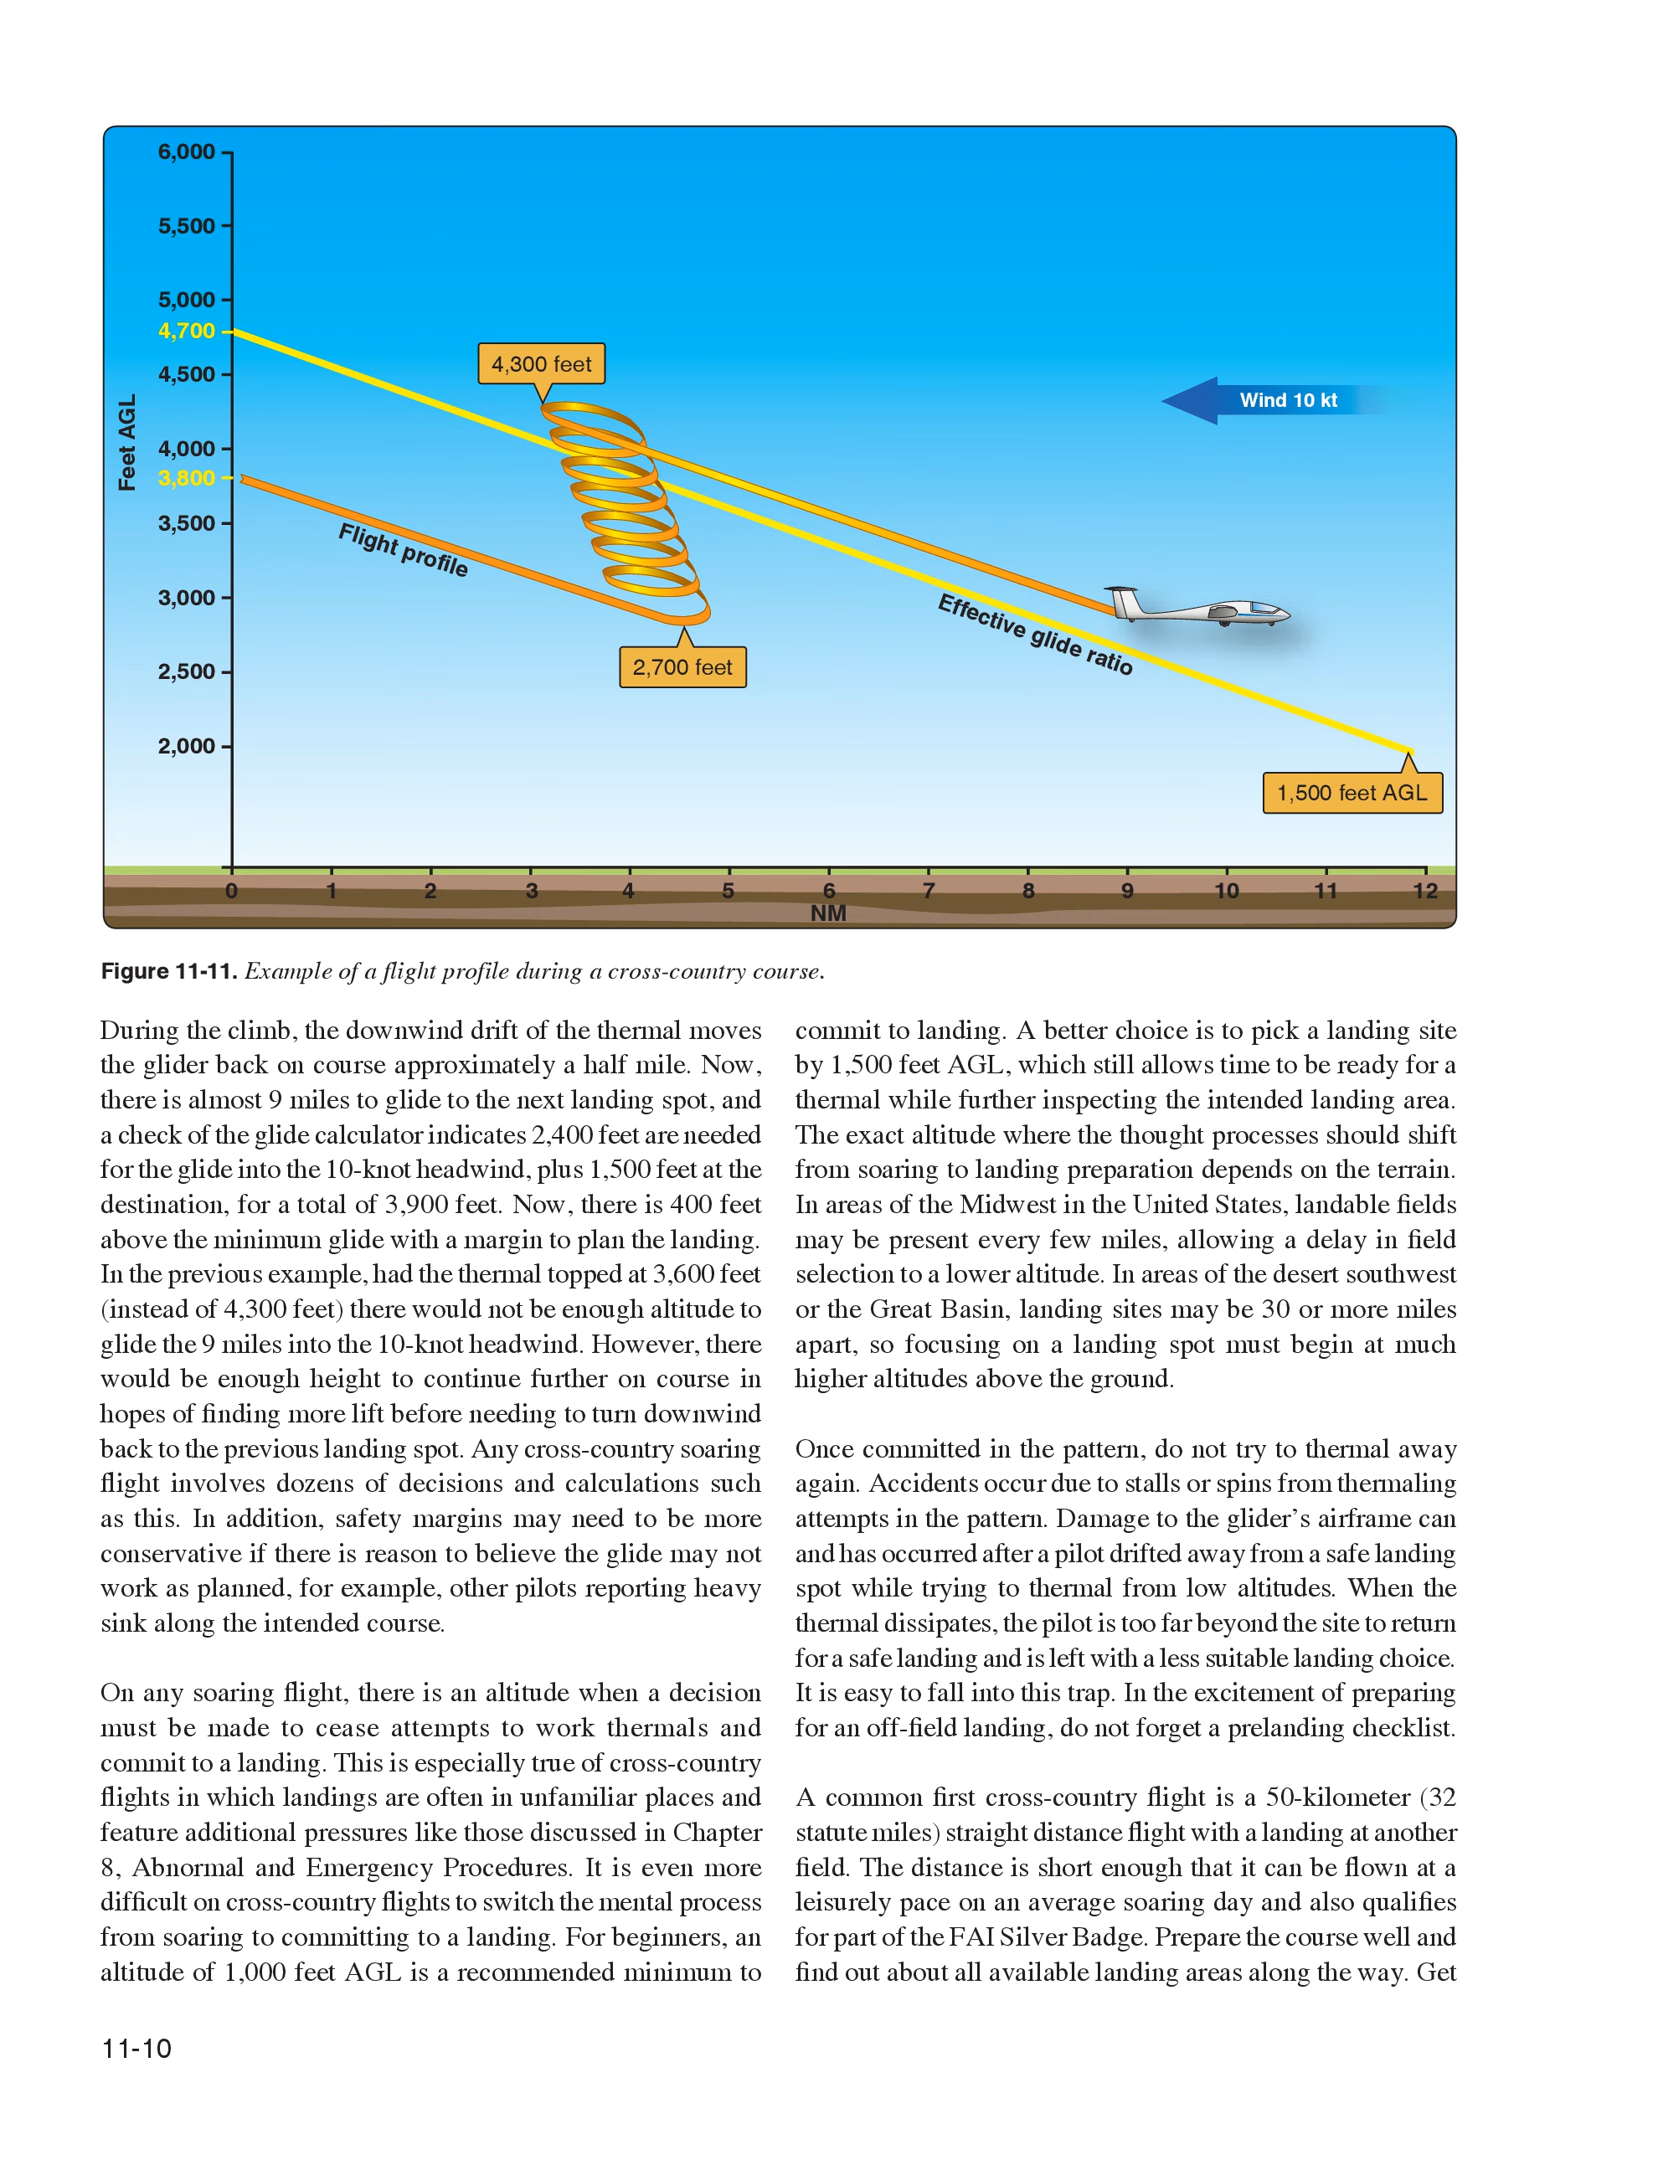 6,000
5,500
5,000
4,700
4,500
4,000
3,800
3,500
3,000
2,500
2,000
Feet AGL
4,300 feet
Wind 10 kt
Flight profile
Effective glide ratio
2,700 feet
1,500 feet AGL
0 1 2 3 4 5 6 7 8 9 10 11 12
NM
Figure 11-11. Example of a flight profile during a cross-country course.
During the climb, the downwind drift of the thermal moves
the glider back on course approximately a half mile. Now,
there is almost 9 miles to glide to the next landing spot, and
a check of the glide calculator indicates 2,400 feet are needed
for the glide into the 10-knot headwind, plus 1,500 feet at the
destination, for a total of 3,900 feet. Now, there is 400 feet
above the minimum glide with a margin to plan the landing.
In the previous example, had the thermal topped at 3,600 feet
(instead of 4,300 feet) there would not be enough altitude to
glide the 9 miles into the 10-knot headwind. However, there
would be enough height to continue further on course in
hopes of finding more lift before needing to turn downwind
back to the previous landing spot. Any cross-country soaring
flight involves dozens of decisions and calculations such
as this. In addition, safety margins may need to be more
conservative if there is reason to believe the glide may not
work as planned, for example, other pilots reporting heavy
sink along the intended course.
On any soaring flight, there is an altitude when a decision
must be made to cease attempts to work thermals and
commit to a landing. This is especially true of cross-country
flights in which landings are often in unfamiliar places and
feature additional pressures like those discussed in Chapter
8, Abnormal and Emergency Procedures. It is even more
difficult on cross-country flights to switch the mental process
from soaring to committing to a landing. For beginners, an
altitude of 1,000 feet AGL is a recommended minimum to
commit to landing. A better choice is to pick a landing site
by 1,500 feet AGL, which still allows time to be ready for a
thermal while further inspecting the intended landing area.
The exact altitude where the thought processes should shift
from soaring to landing preparation depends on the terrain.
In areas of the Midwest in the United States, landable fields
may be present every few miles, allowing a delay in field
selection to a lower altitude. In areas of the desert southwest
or the Great Basin, landing sites may be 30 or more miles
apart, so focusing on a landing spot must begin at much
higher altitudes above the ground.
Once committed in the pattern, do not try to thermal away
again. Accidents occur due to stalls or spins from thermaling
attempts in the pattern. Damage to the glider’s airframe can
and has occurred after a pilot drifted away from a safe landing
spot while trying to thermal from low altitudes. When the
thermal dissipates, the pilot is too far beyond the site to return
for a safe landing and is left with a less suitable landing choice.
It is easy to fall into this trap. In the excitement of preparing
for an off-field landing, do not forget a prelanding checklist.
A common first cross-country flight is a 50-kilometer (32
statute miles) straight distance flight with a landing at another
field. The distance is short enough that it can be flown at a
leisurely pace on an average soaring day and also qualifies
for part of the FAI Silver Badge. Prepare the course well and
find out about all available landing areas along the way. Get
11-10